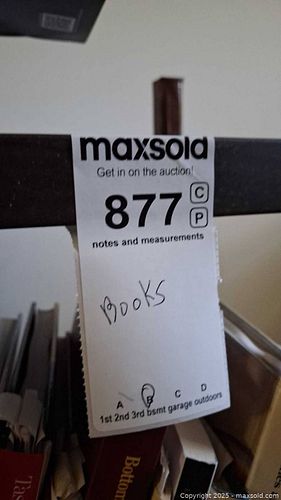 maxsold
Get in on the auction!
877 C
P
notes and measurements
Books
A B C D
1st 2nd 3rd bsmt garage outdoors
Bottom
Copyright © 2025 - maxsold.com